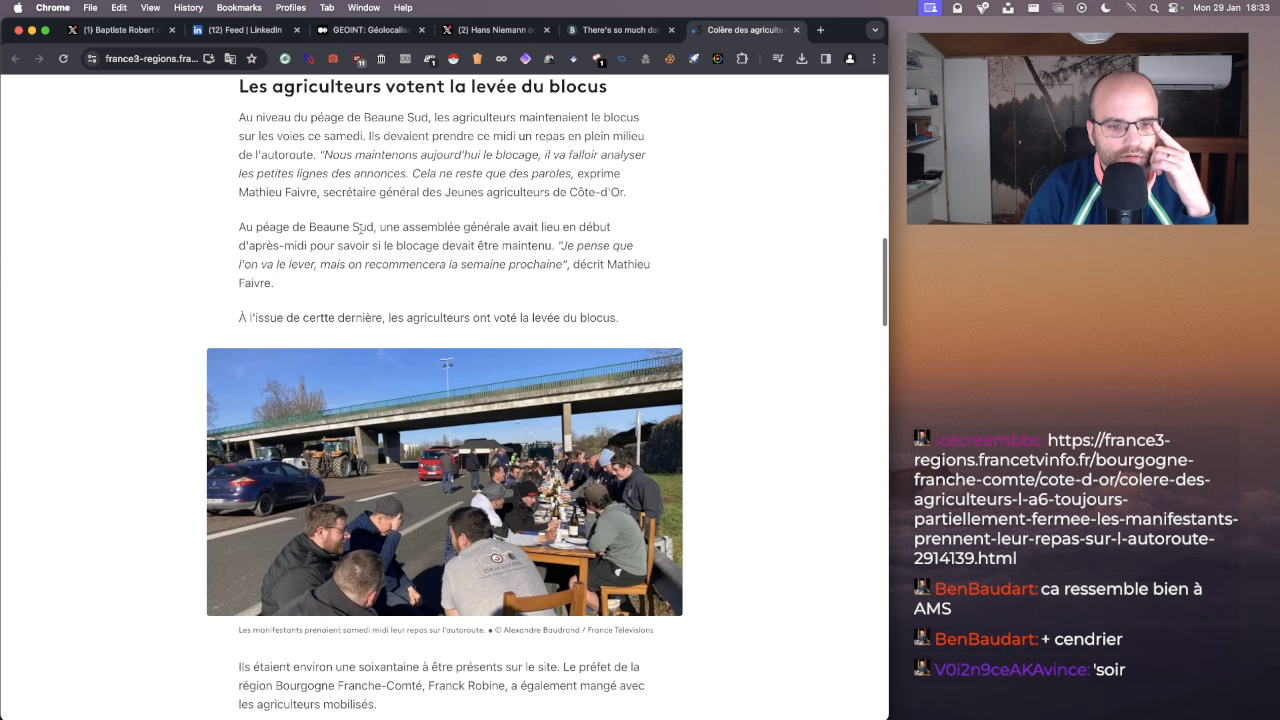 Chrome File Edit View History Bookmarks Profiles Tab Window Help
Mon 29 Jan 18:33
(1) Baptiste Robert o
(12) Feed | LinkedIn
GEOINT: Géolocalisa
(2) Hans Niemann o
There's so much dat
Colère des agriculte
france3-regions.fra...
Les agriculteurs votent la levée du blocus
Au niveau du péage de Beaune Sud, les agriculteurs maintenaient le blocus
sur les voies ce samedi. Ils devaient prendre ce midi un repas en plein milieu
de l'autoroute. "Nous maintenons aujourd'hui le blocage, il va falloir analyser
les petites lignes des annonces. Cela ne reste que des paroles, exprime
Mathieu Faivre, secrétaire général des Jeunes agriculteurs de Côte-d'Or.
Au péage de Beaune Sud, une assemblée générale avait lieu en début
d'après-midi pour savoir si le blocage devait être maintenu. "Je pense que
l'on va le lever, mais on recommencera la semaine prochaine", décrit Mathieu
Faivre.
À l'issue de certte dernière, les agriculteurs ont voté la levée du blocus.
Les manifestants prenaient samedi midi leur repas sur l'autoroute. • © Alexandre Baudrand / France Télévisions
Ils étaient environ une soixantaine à être présents sur le site. Le préfet de la
région Bourgogne Franche-Comté, Franck Robine, a également mangé avec
les agriculteurs mobilisés.
icecreambbc: https://france3-
regions.francetvinfo.fr/bourgogne-
franche-comte/cote-d-or/colere-des-
agriculteurs-l-a6-toujours-
partiellement-fermee-les-manifestants-
prennent-leur-repas-sur-l-autoroute-
2914139.html
BenBaudart: ca ressemble bien à
AMS
BenBaudart: + cendrier
V0i2n9ceAKAvince: 'soir